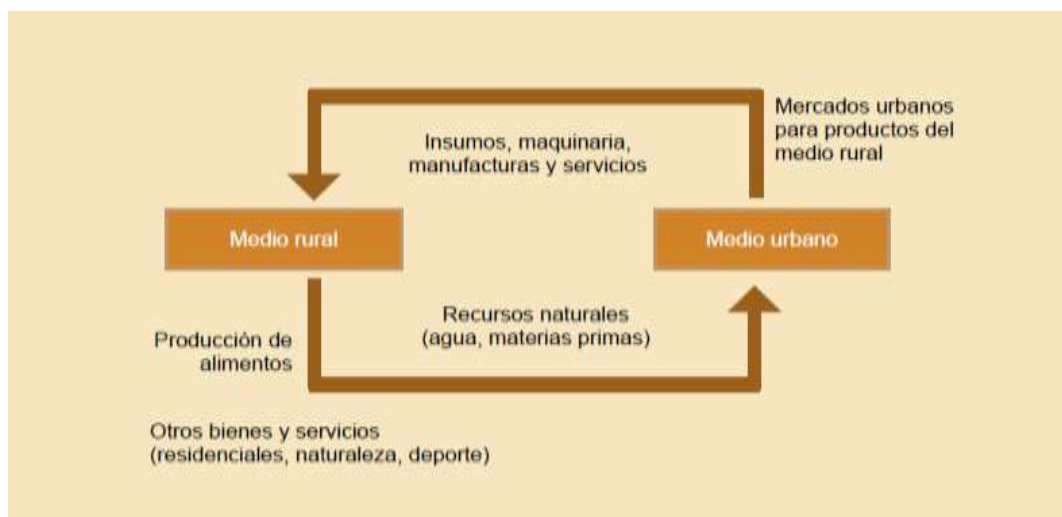 Mercados urbanos
para productos del
medio rural
Insumos, maquinaria,
manufacturas y servicios
Medio rural
Medio urbano
Recursos naturales
(agua, materias primas)
Producción de
alimentos
Otros bienes y servicios
(residenciales, naturaleza, deporte)